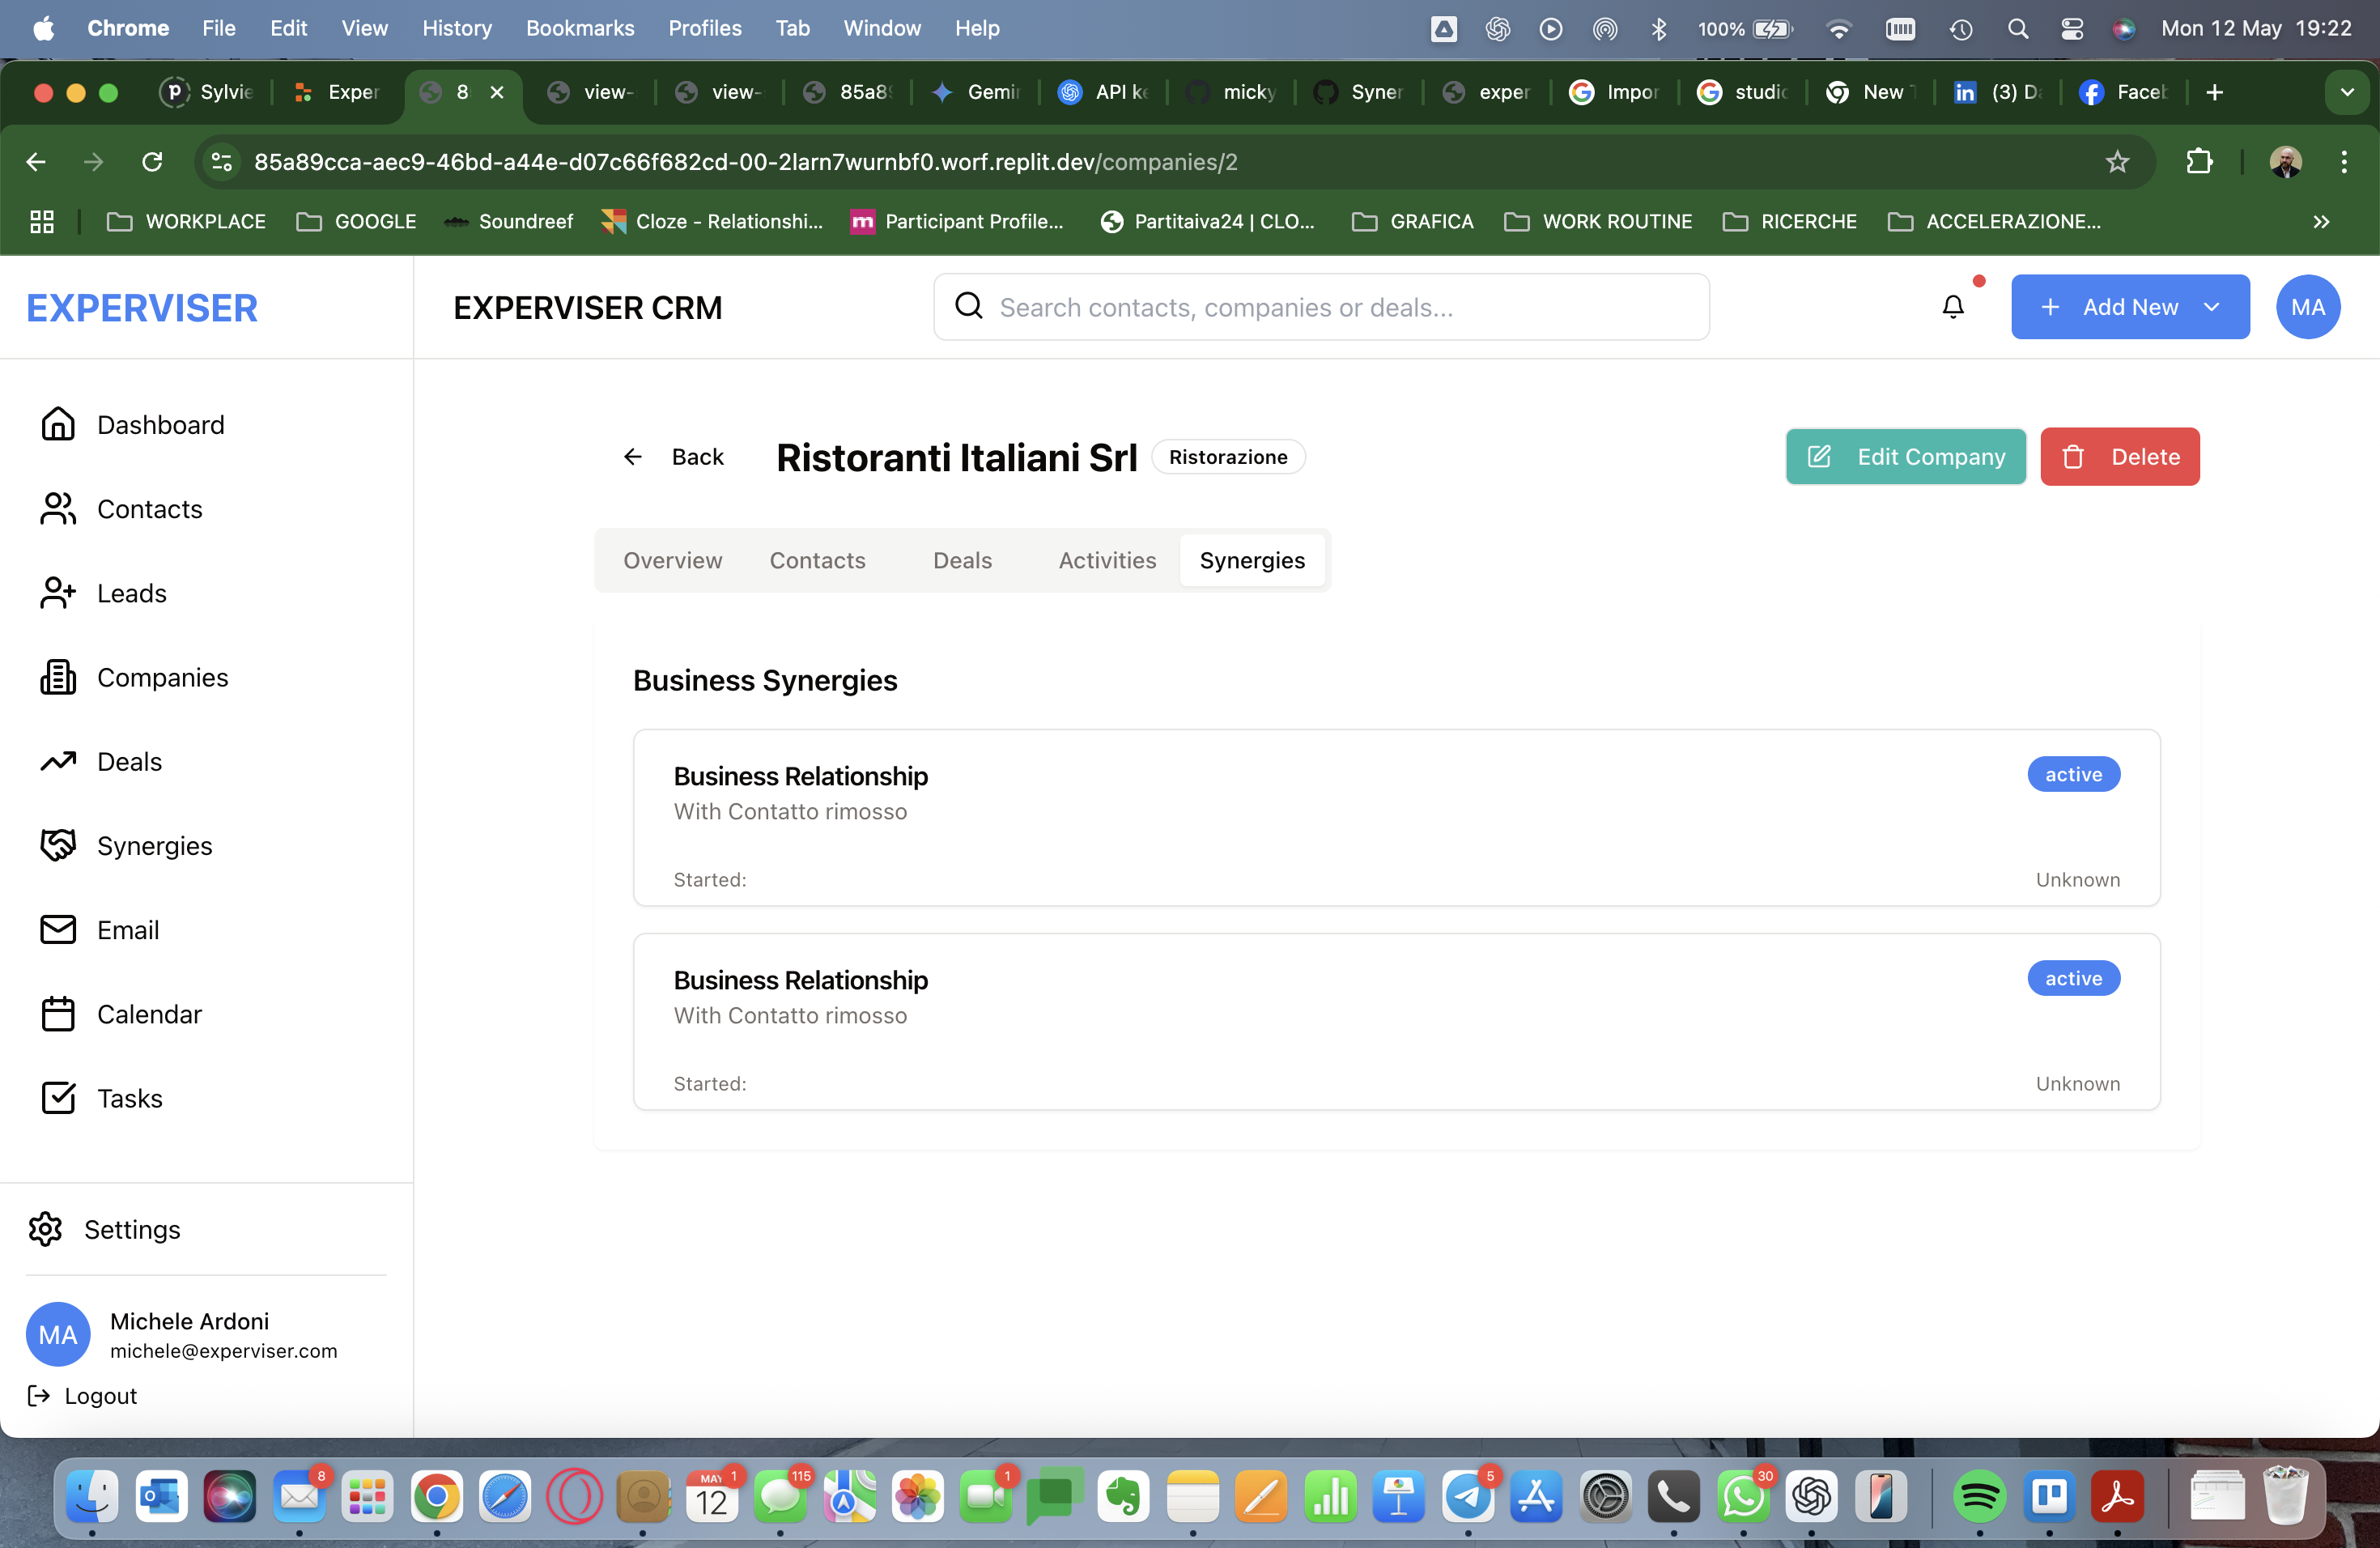 Chrome File Edit View History Bookmarks Profiles Tab Window Help 100% Mon 12 May 19:22
Sylvie Exper 8 view- view- 85a89 Gemin API ke micky Syner exper Impor studio New T (3) Da Faceb
85a89cca-aec9-46bd-a44e-d07c66f682cd-00-2larn7wurnbf0.worf.replit.dev/companies/2
WORKPLACE GOOGLE Soundreef Cloze - Relationshi... Participant Profile... Partitaiva24 | CLO... GRAFICA WORK ROUTINE RICERCHE ACCELERAZIONE...
EXPERVISER
EXPERVISER CRM
Search contacts, companies or deals...
Add New
MA
Dashboard
Contacts
Leads
Companies
Deals
Synergies
Email
Calendar
Tasks
Settings
MA
Michele Ardoni
michele@experviser.com
Logout
Back
Ristoranti Italiani Srl
Ristorazione
Edit Company
Delete
Overview Contacts Deals Activities Synergies
Business Synergies
Business Relationship
active
With Contatto rimosso
Started:
Unknown
Business Relationship
active
With Contatto rimosso
Started:
Unknown
8 MAY 12 1 115 1 5 30